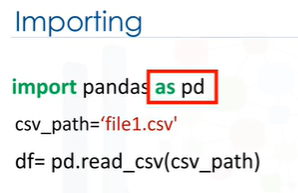 Importing
import pandas as pd
csv_path=‘file1.csv'
df= pd.read_csv(csv_path)